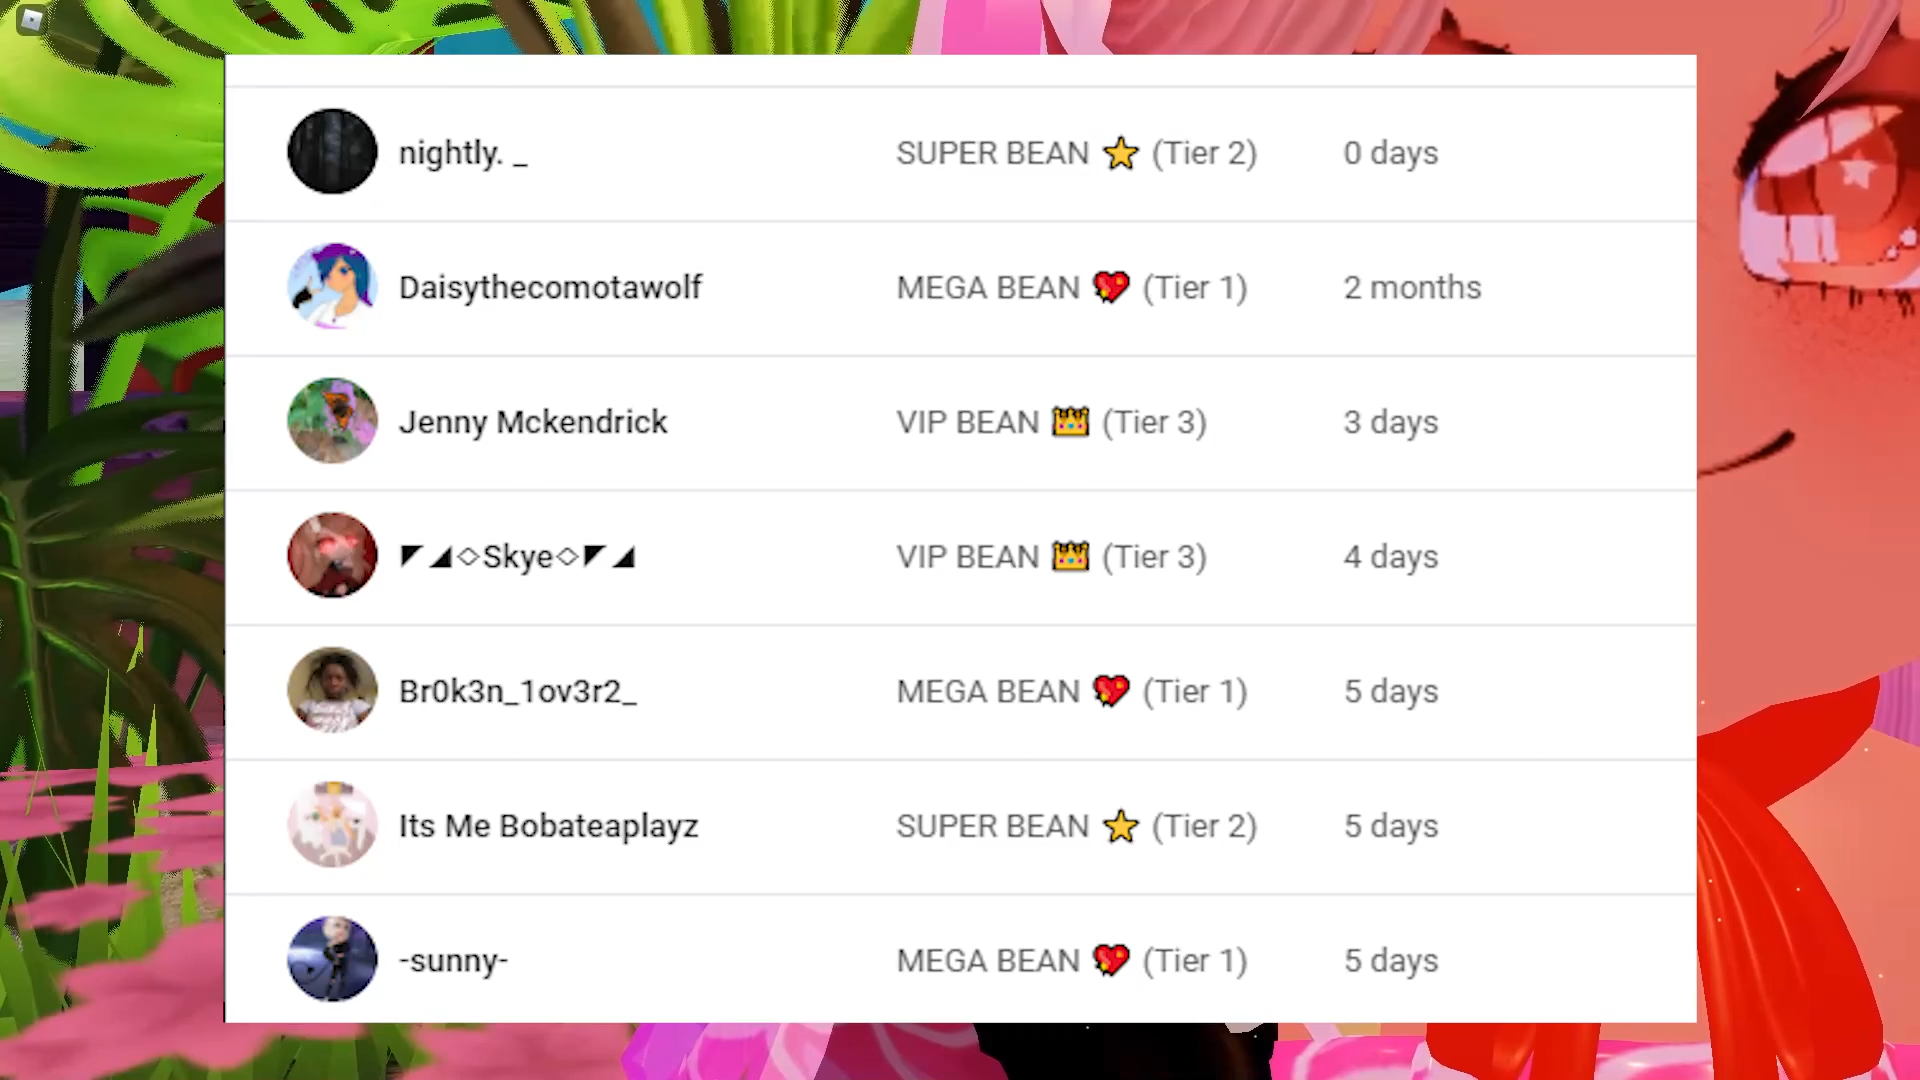 nightly. _ SUPER BEAN ⭐ (Tier 2) 0 days
Daisythecomotawolf MEGA BEAN 💖 (Tier 1) 2 months
Jenny Mckendrick VIP BEAN 👑 (Tier 3) 3 days
◤◢◇Skye◇◤◢ VIP BEAN 👑 (Tier 3) 4 days
Br0k3n_1ov3r2_ MEGA BEAN 💖 (Tier 1) 5 days
Its Me Bobateaplayz SUPER BEAN ⭐ (Tier 2) 5 days
-sunny- MEGA BEAN 💖 (Tier 1) 5 days